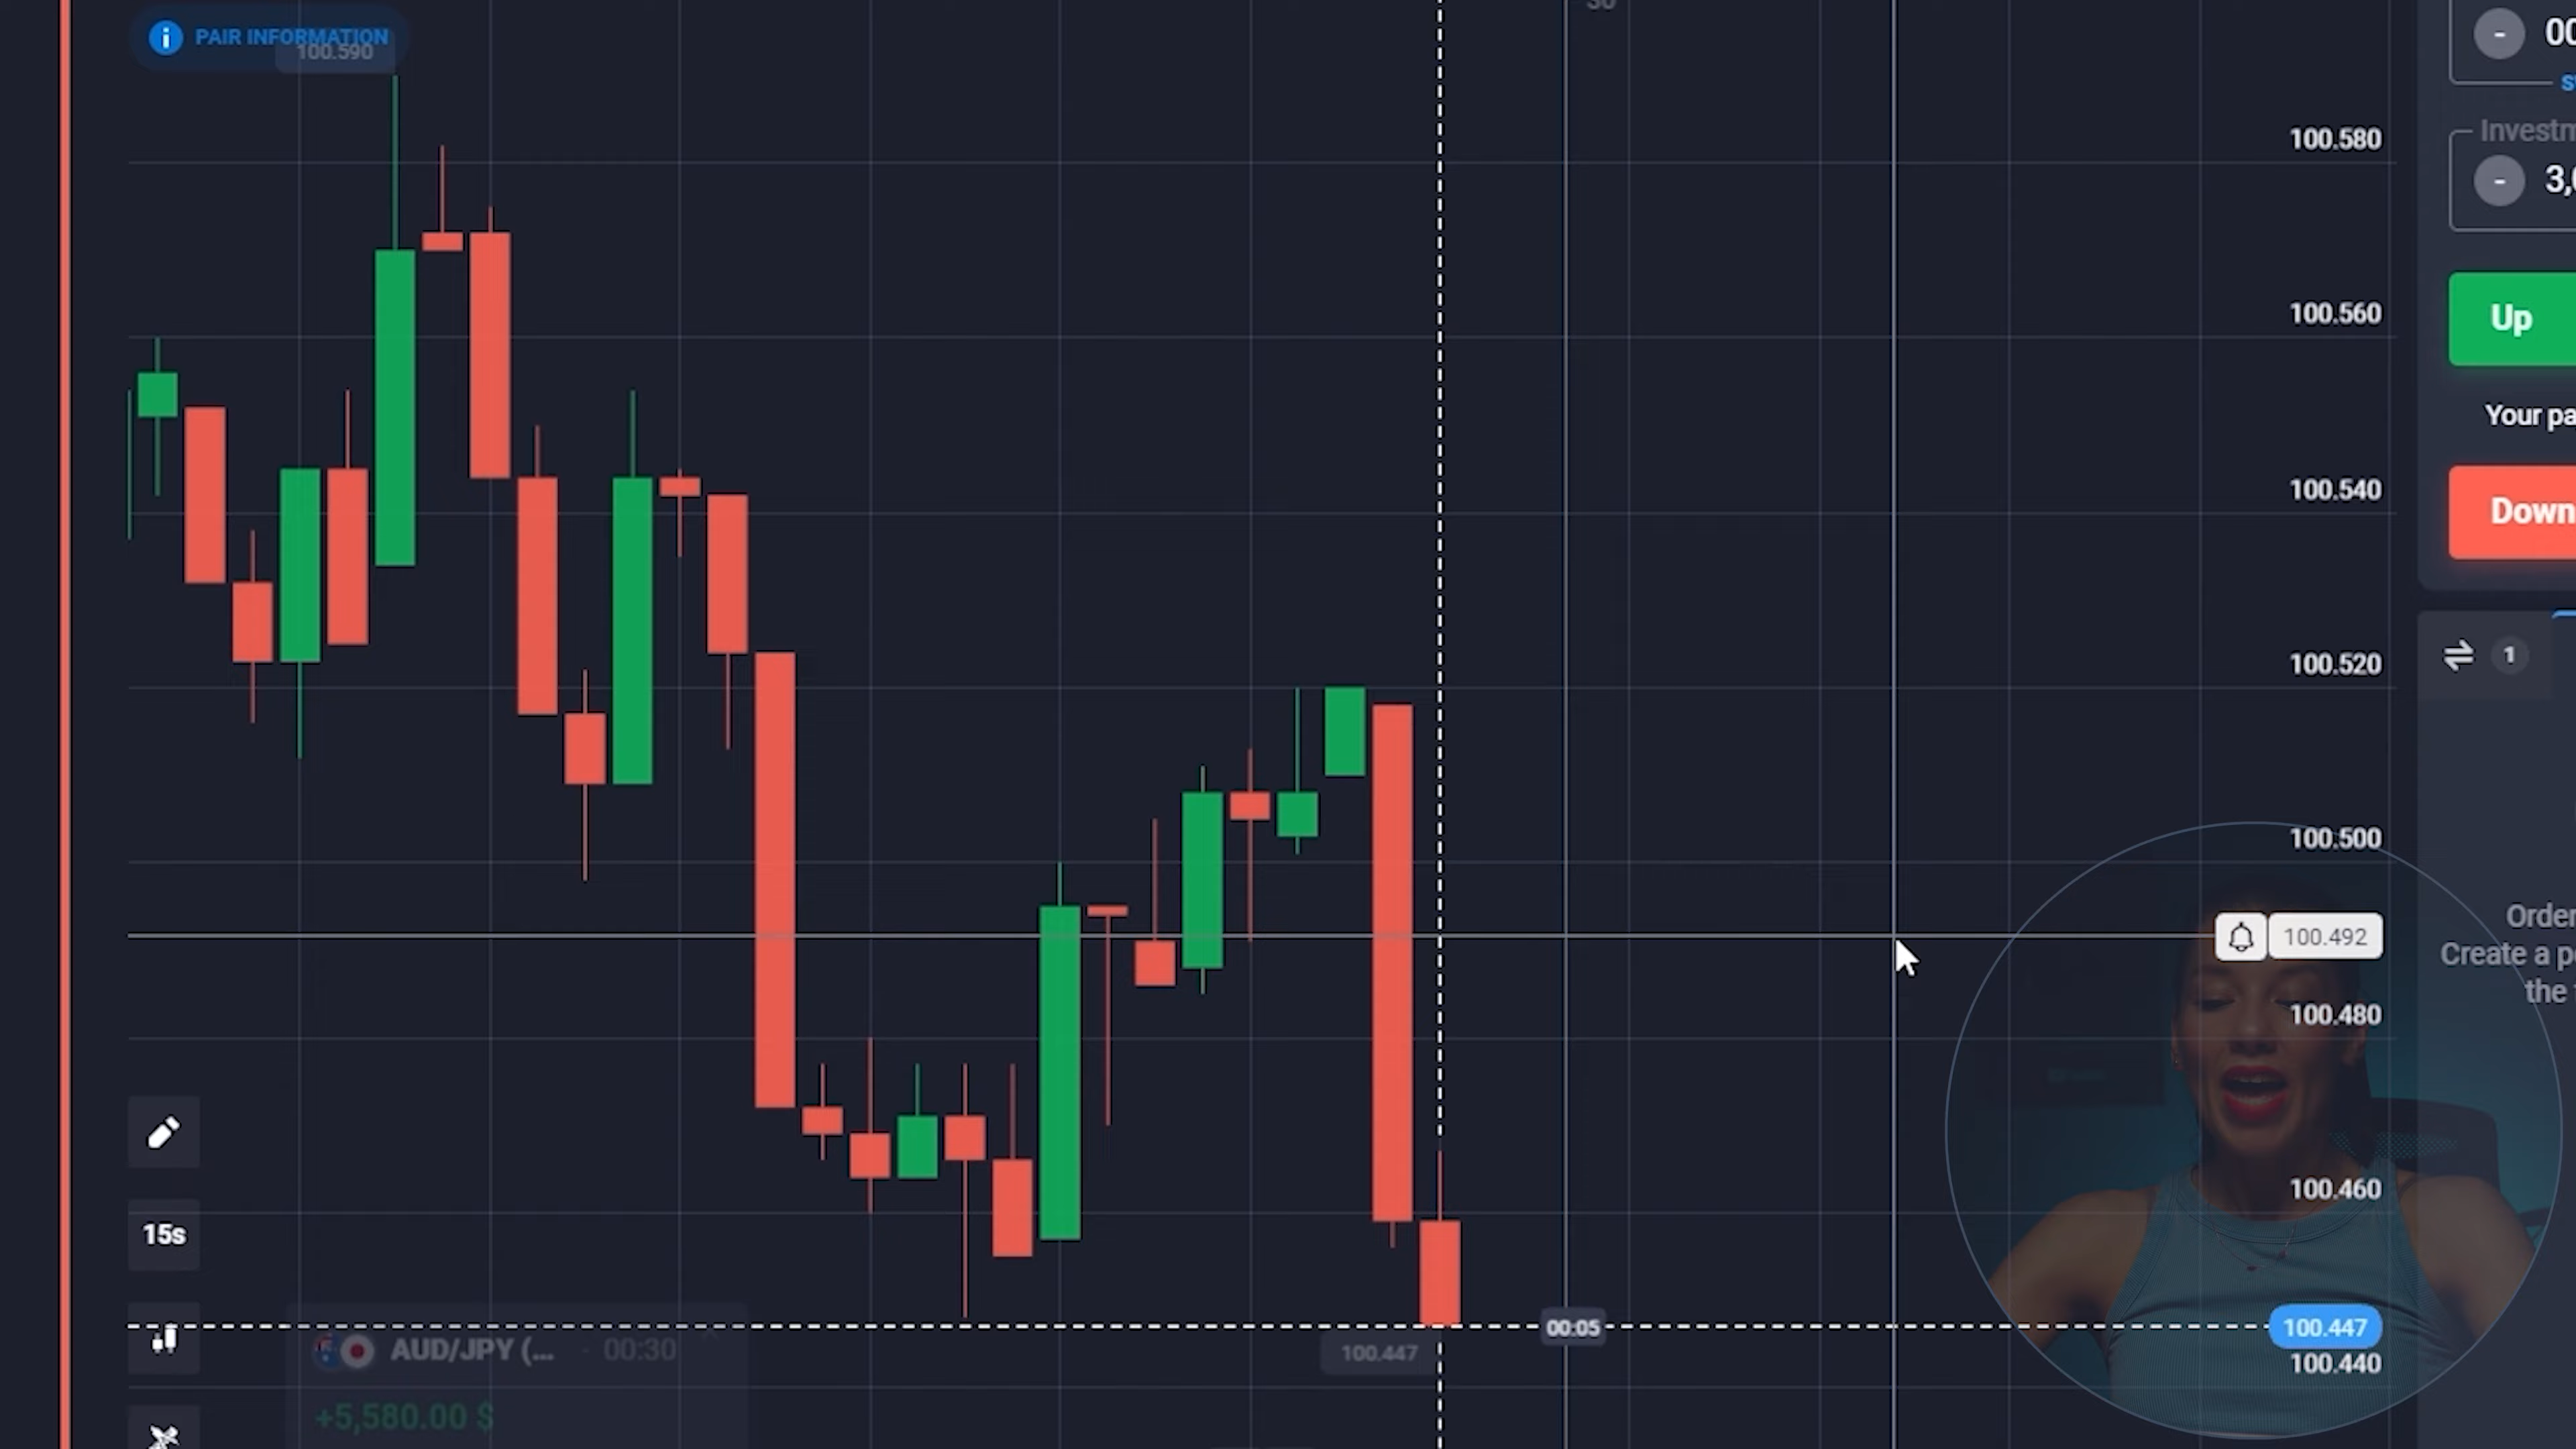 30
PAIR INFORMATION
100.590
100.580
100.560
100.540
100.520
100.500
100.492
100.480
100.460
100.447
100.440
15s
00:05
100.447
AUD/JPY (... · 00:30
+5,580.00 $
00
Investm
3,
Up
Your pa
Down
1
Order
Create a p
the